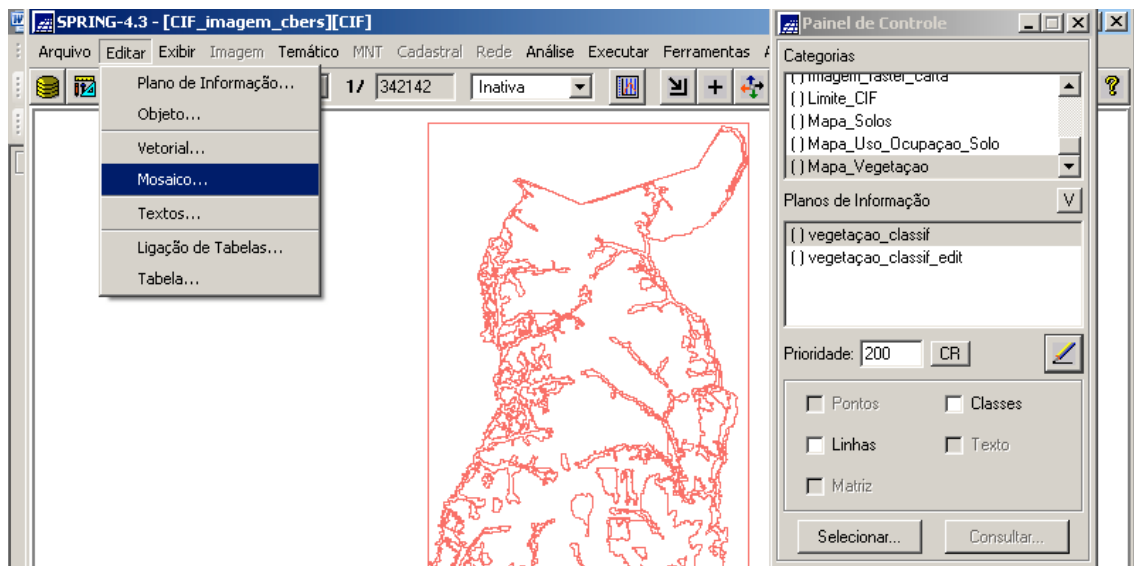 SPRING-4.3 - [CIF_imagem_cbers][CIF]
Arquivo Editar Exibir Imagem Temático MNT Cadastral Rede Análise Executar Ferramentas
1/ 342142 Inativa
Plano de Informação...
Objeto...
Vetorial...
Mosaico...
Textos...
Ligação de Tabelas...
Tabela...
Painel de Controle
Categorias
( ) Imagem_raster_carta
( ) Limite_CIF
( ) Mapa_Solos
( ) Mapa_Uso_Ocupaçao_Solo
( ) Mapa_Vegetaçao
Planos de Informação V
( ) vegetaçao_classif
( ) vegetaçao_classif_edit
Prioridade: 200 CR
Pontos Classes
Linhas Texto
Matriz
Selecionar... Consultar...